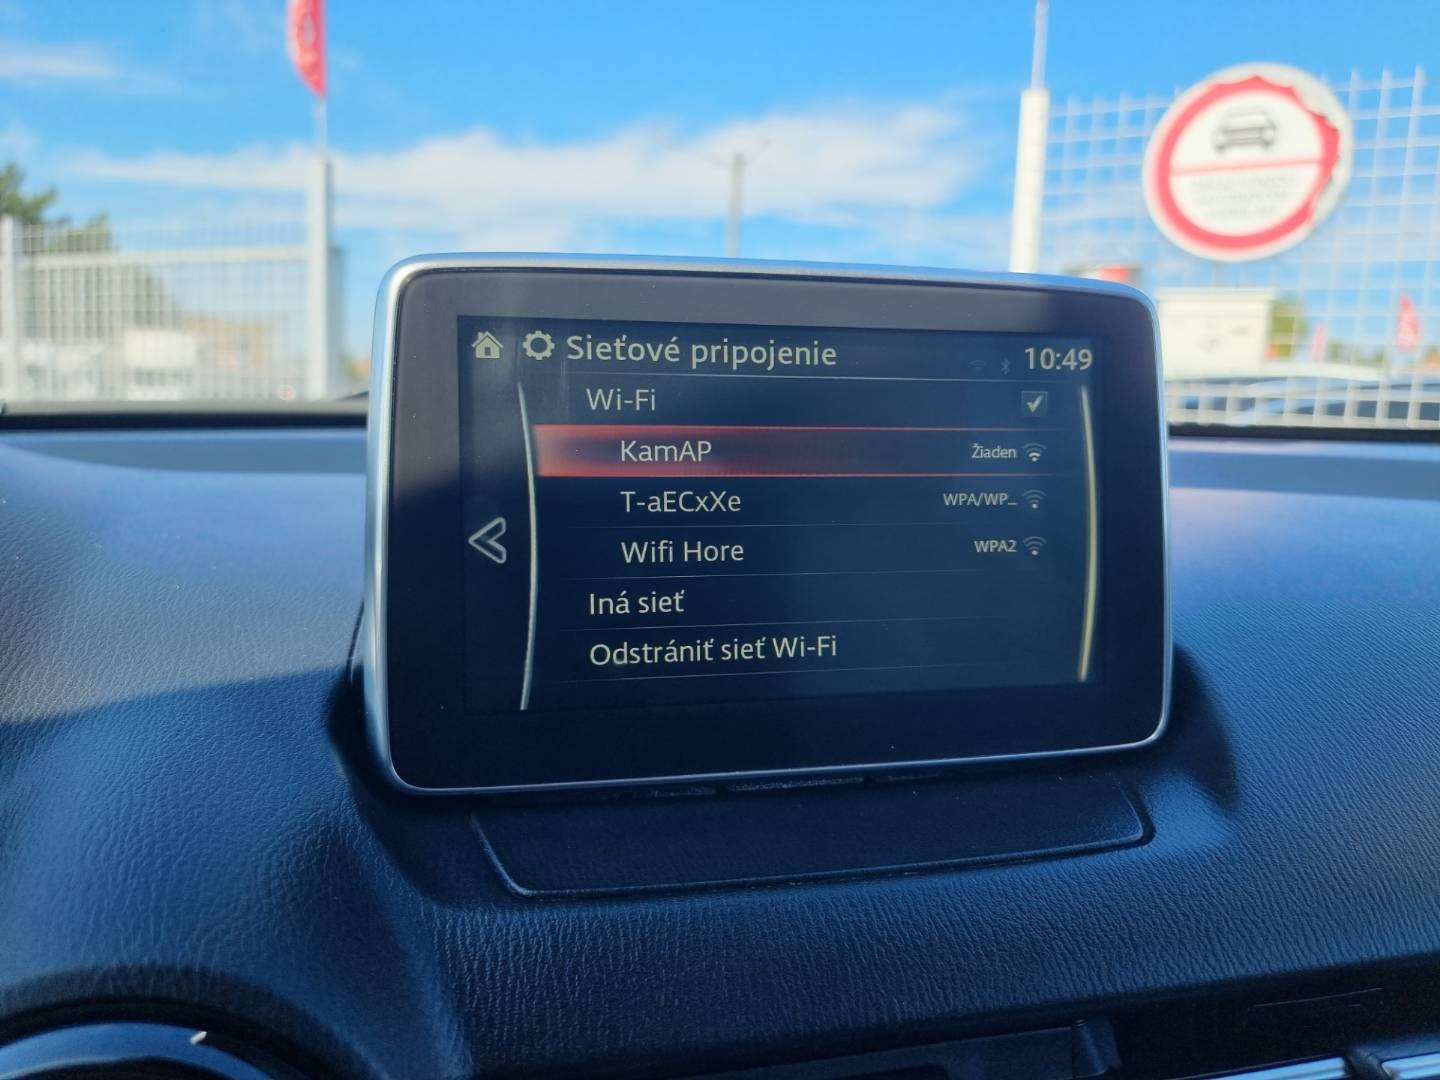 Sieťové pripojenie 10:49
Wi-Fi
KamAP Žiaden
T-aECxXe WPA/WP_
Wifi Hore WPA2
Iná sieť
Odstrániť sieť Wi-Fi